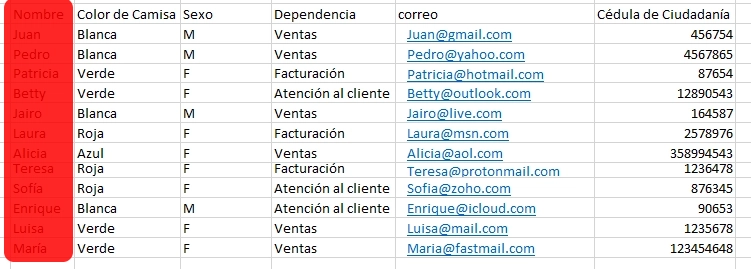 Nombre Color de Camisa Sexo Dependencia correo Cédula de Ciudadanía
Juan Blanca M Ventas Juan@gmail.com 456754
Pedro Blanca M Ventas Pedro@yahoo.com 4567865
Patricia Verde F Facturación Patricia@hotmail.com 87654
Betty Verde F Atención al cliente Betty@outlook.com 12890543
Jairo Blanca M Ventas Jairo@live.com 164587
Laura Roja F Facturación Laura@msn.com 2578976
Alicia Azul F Ventas Alicia@aol.com 358994543
Teresa Roja F Facturación Teresa@protonmail.com 1236478
Sofía Roja F Atención al cliente Sofia@zoho.com 876345
Enrique Blanca M Atención al cliente Enrique@icloud.com 90653
Luisa Verde F Ventas Luisa@mail.com 1235678
María Verde F Ventas Maria@fastmail.com 123454648